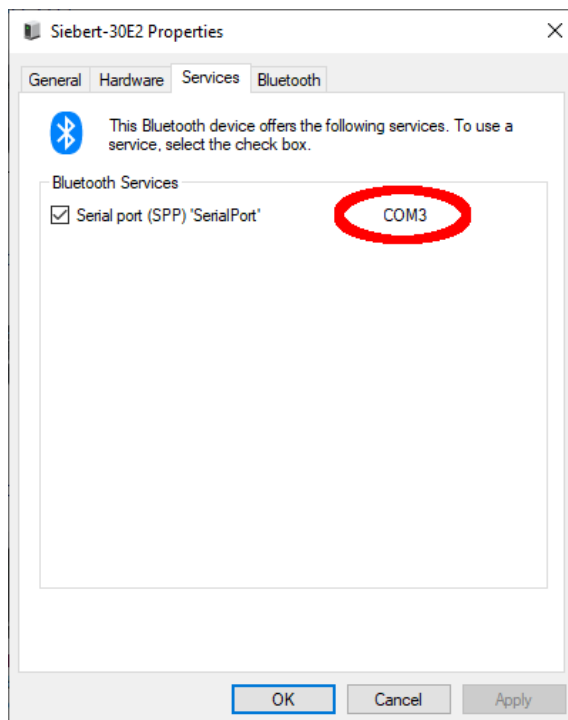 Siebert-30E2 Properties
General Hardware Services Bluetooth
This Bluetooth device offers the following services. To use a
service, select the check box.
Bluetooth Services
Serial port (SPP) 'SerialPort' COM3
OK Cancel Apply